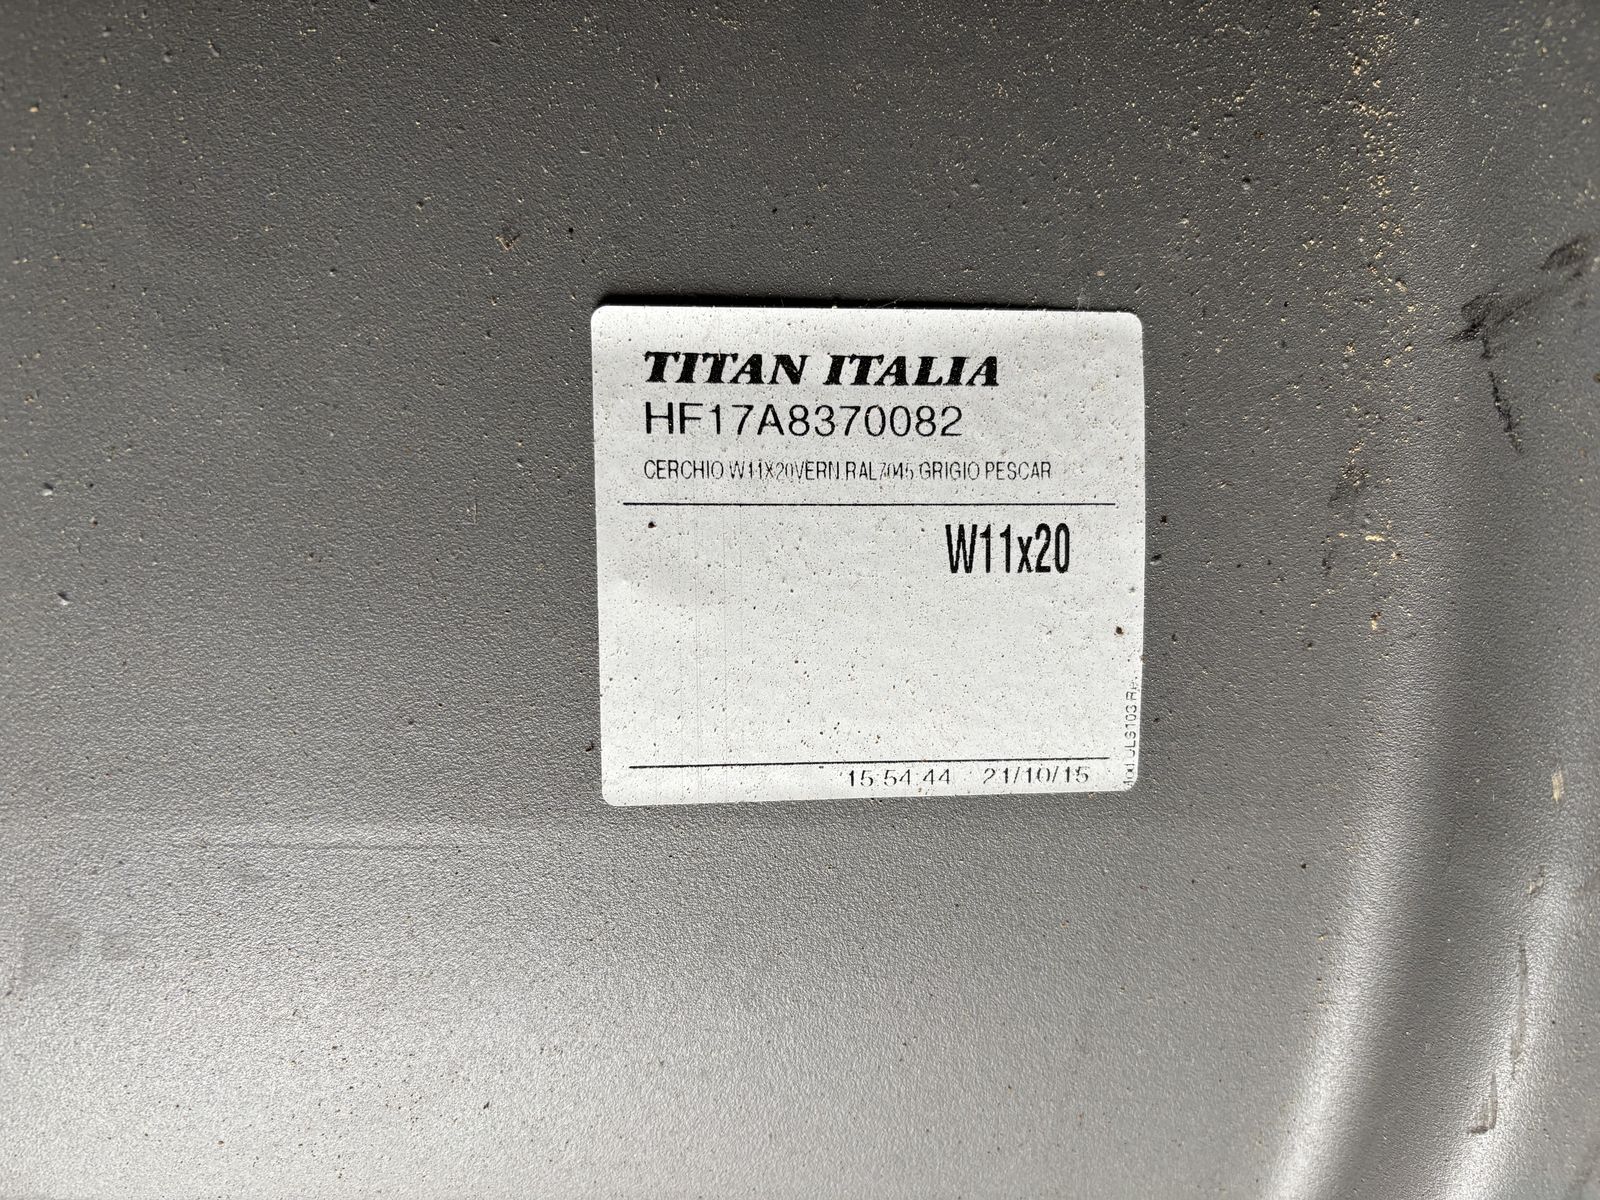 TITAN ITALIA
HF17A8370082
CERCHIO W11X20VERN.RAL7045 GRIGIO PESCAR
W11x20
15.54.44 21/10/15